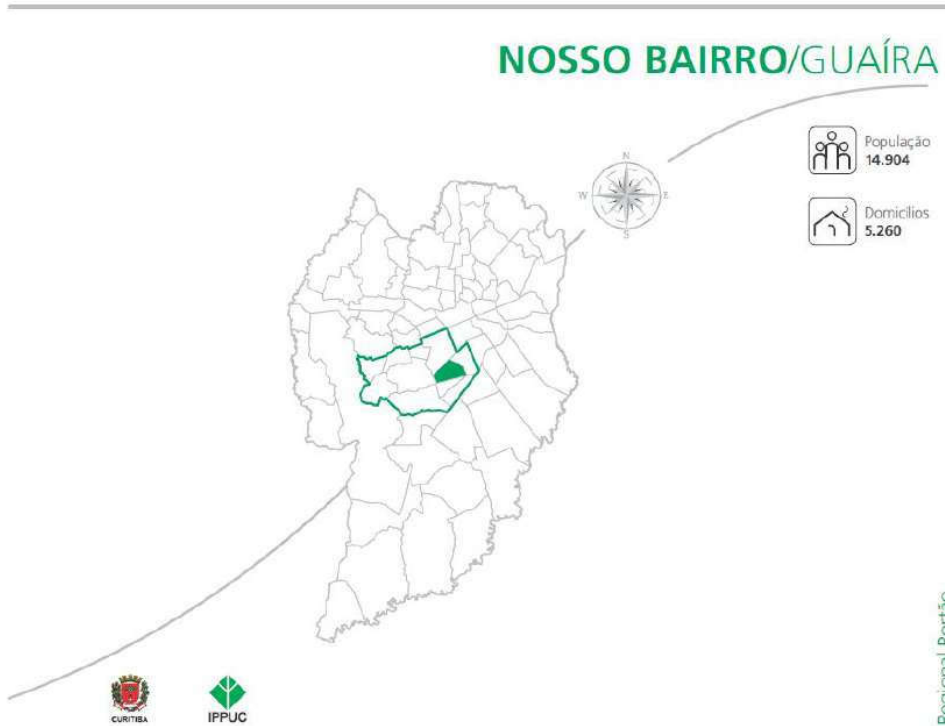 NOSSO BAIRRO/GUAÍRA
População
14.904
Domicílios
5.260
N
W
E
S
Regional Portão
CURITIBA
IPPUC